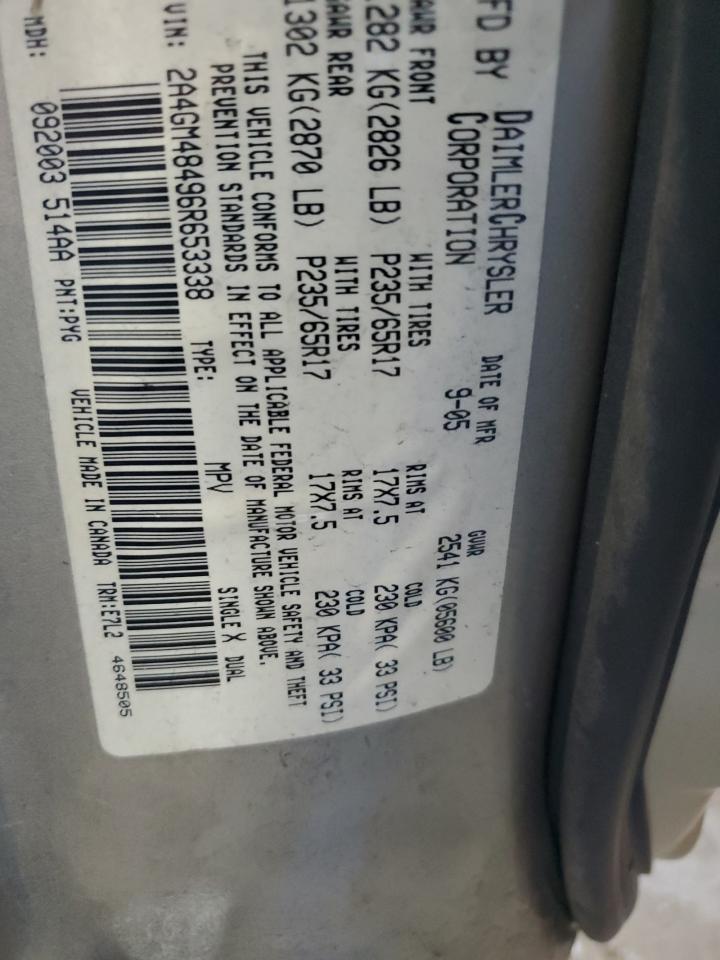 FD BY DAIMLERCHRYSLER CORPORATION DATE OF MFR 9-05 GVWR 2541 KG(05600 LB)
FRONT WITH TIRES RIMS AT COLD
282 KG(2826 LB) P235/65R17 17X7.5 230 KPA( 33 PSI)
REAR WITH TIRES RIMS AT COLD
1302 KG(2870 LB) P235/65R17 17X7.5 230 KPA( 33 PSI)
THIS VEHICLE CONFORMS TO ALL APPLICABLE FEDERAL MOTOR VEHICLE SAFETY AND THEFT
PREVENTION STANDARDS IN EFFECT ON THE DATE OF MANUFACTURE SHOWN ABOVE.
VIN: 2A4GM48496R653338 TYPE: MPV SINGLE X DUAL
MDH: 092003 514AA PNT:PYG VEHICLE MADE IN CANADA TRM:E7L2 4648505